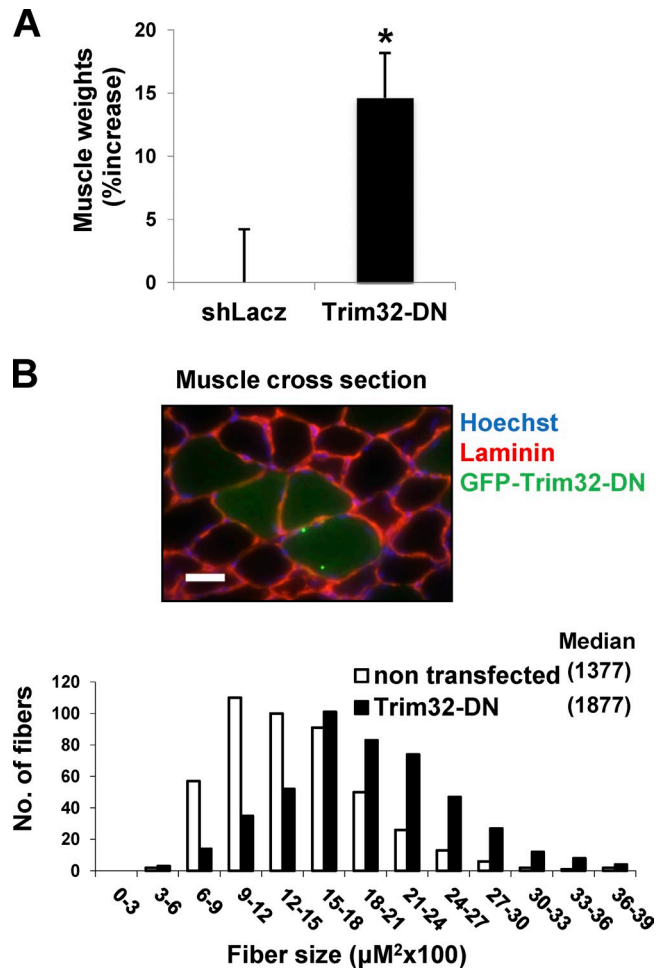 A
20
15
10
5
0
Muscle weights
(%increase)
*
shLacz
Trim32-DN
B
Muscle cross section
Hoechst
Laminin
GFP-Trim32-DN
Median
non transfected (1377)
Trim32-DN (1877)
120
100
80
60
40
20
0
No. of fibers
0-3
3-6
6-9
9-12
12-15
15-18
18-21
21-24
24-27
27-30
30-33
33-36
36-39
Fiber size (µM²x100)